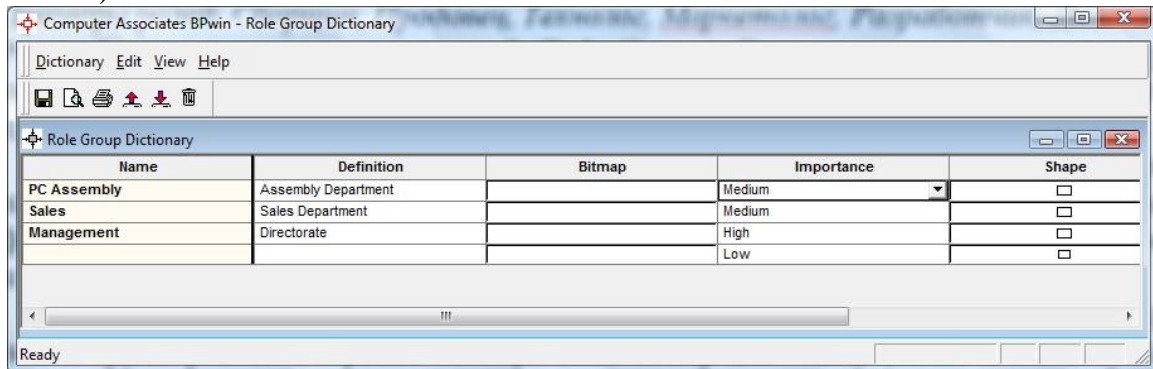 Computer Associates BPwin - Role Group Dictionary
Dictionary Edit View Help
Role Group Dictionary
Name Definition Bitmap Importance Shape
PC Assembly Assembly Department Medium
Sales Sales Department Medium
Management Directorate High
Low
Ready